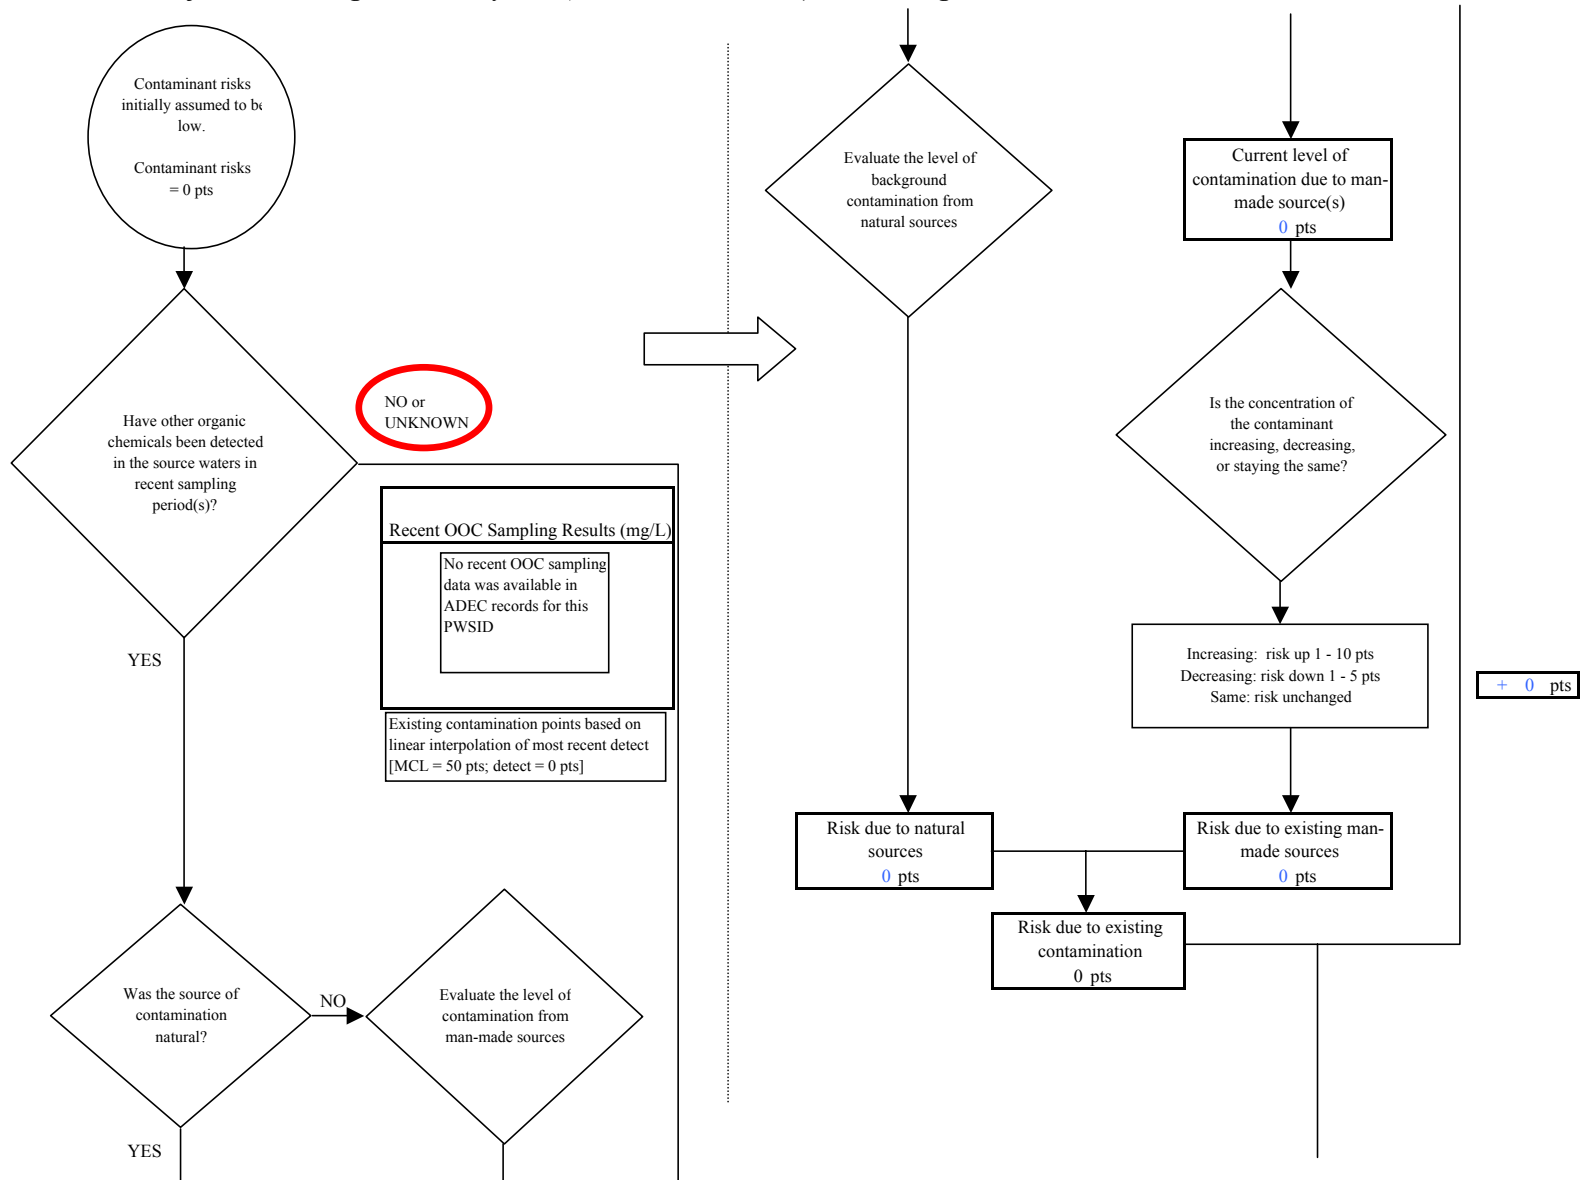 Contaminant risks
initially assumed to be
low.
Contaminant risks
= 0 pts
Have other organic
chemicals been detected
in the source waters in
recent sampling
period(s)?
NO or
UNKNOWN
Recent OOC Sampling Results (mg/L)
No recent OOC sampling
data was available in
ADEC records for this
PWSID
YES
Existing contamination points based on
linear interpolation of most recent detect
[MCL = 50 pts; detect = 0 pts]
Was the source of
contamination
natural?
NO
Evaluate the level of
contamination from
man-made sources
YES
Evaluate the level of
background
contamination from
natural sources
Current level of
contamination due to man-
made source(s)
0 pts
Is the concentration of
the contaminant
increasing, decreasing,
or staying the same?
Increasing: risk up 1 - 10 pts
Decreasing: risk down 1 - 5 pts
Same: risk unchanged
+ 0 pts
Risk due to natural
sources
0 pts
Risk due to existing man-
made sources
0 pts
Risk due to existing
contamination
0 pts